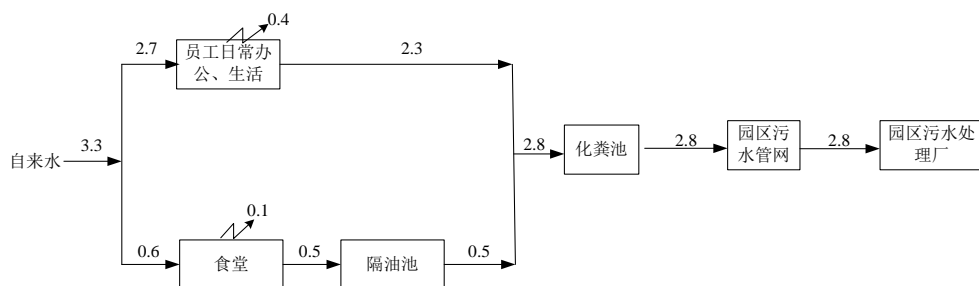 0.4
2.7
员工日常办
公、生活
2.3
自来水
3.3
2.8
化粪池
2.8
园区污
水管网
2.8
园区污水处
理厂
0.1
0.6
食堂
0.5
隔油池
0.5